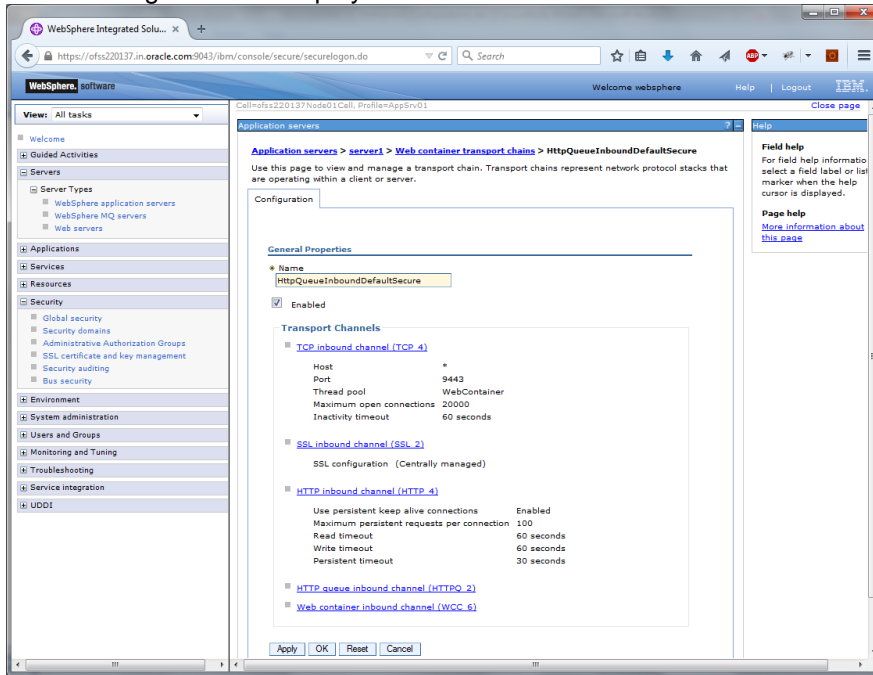 WebSphere Integrated Solu... × +
https://ofss220137.in.oracle.com:9043/ibm/console/secure/securelogon.do
Search
ABP
WebSphere. software
Welcome websphere
Help | Logout
IBM.
View: All tasks
Welcome
Guided Activities
Servers
Server Types
WebSphere application servers
WebSphere MQ servers
Web servers
Applications
Services
Resources
Security
Global security
Security domains
Administrative Authorization Groups
SSL certificate and key management
Security auditing
Bus security
Environment
System administration
Users and Groups
Monitoring and Tuning
Troubleshooting
Service integration
UDDI
Cell=ofss220137Node01Cell, Profile=AppSrv01
Close page
Application servers ? -
Application servers > server1 > Web container transport chains > HttpQueueInboundDefaultSecure
Use this page to view and manage a transport chain. Transport chains represent network protocol stacks that
are operating within a client or server.
Configuration
General Properties
* Name
HttpQueueInboundDefaultSecure
Enabled
Transport Channels
TCP inbound channel (TCP_4)
Host *
Port 9443
Thread pool WebContainer
Maximum open connections 20000
Inactivity timeout 60 seconds
SSL inbound channel (SSL_2)
SSL configuration (Centrally managed)
HTTP inbound channel (HTTP_4)
Use persistent keep alive connections Enabled
Maximum persistent requests per connection 100
Read timeout 60 seconds
Write timeout 60 seconds
Persistent timeout 30 seconds
HTTP queue inbound channel (HTTPQ_2)
Web container inbound channel (WCC_6)
Apply OK Reset Cancel
Help
Field help
For field help informatio
select a field label or list
marker when the help
cursor is displayed.
Page help
More information about
this page